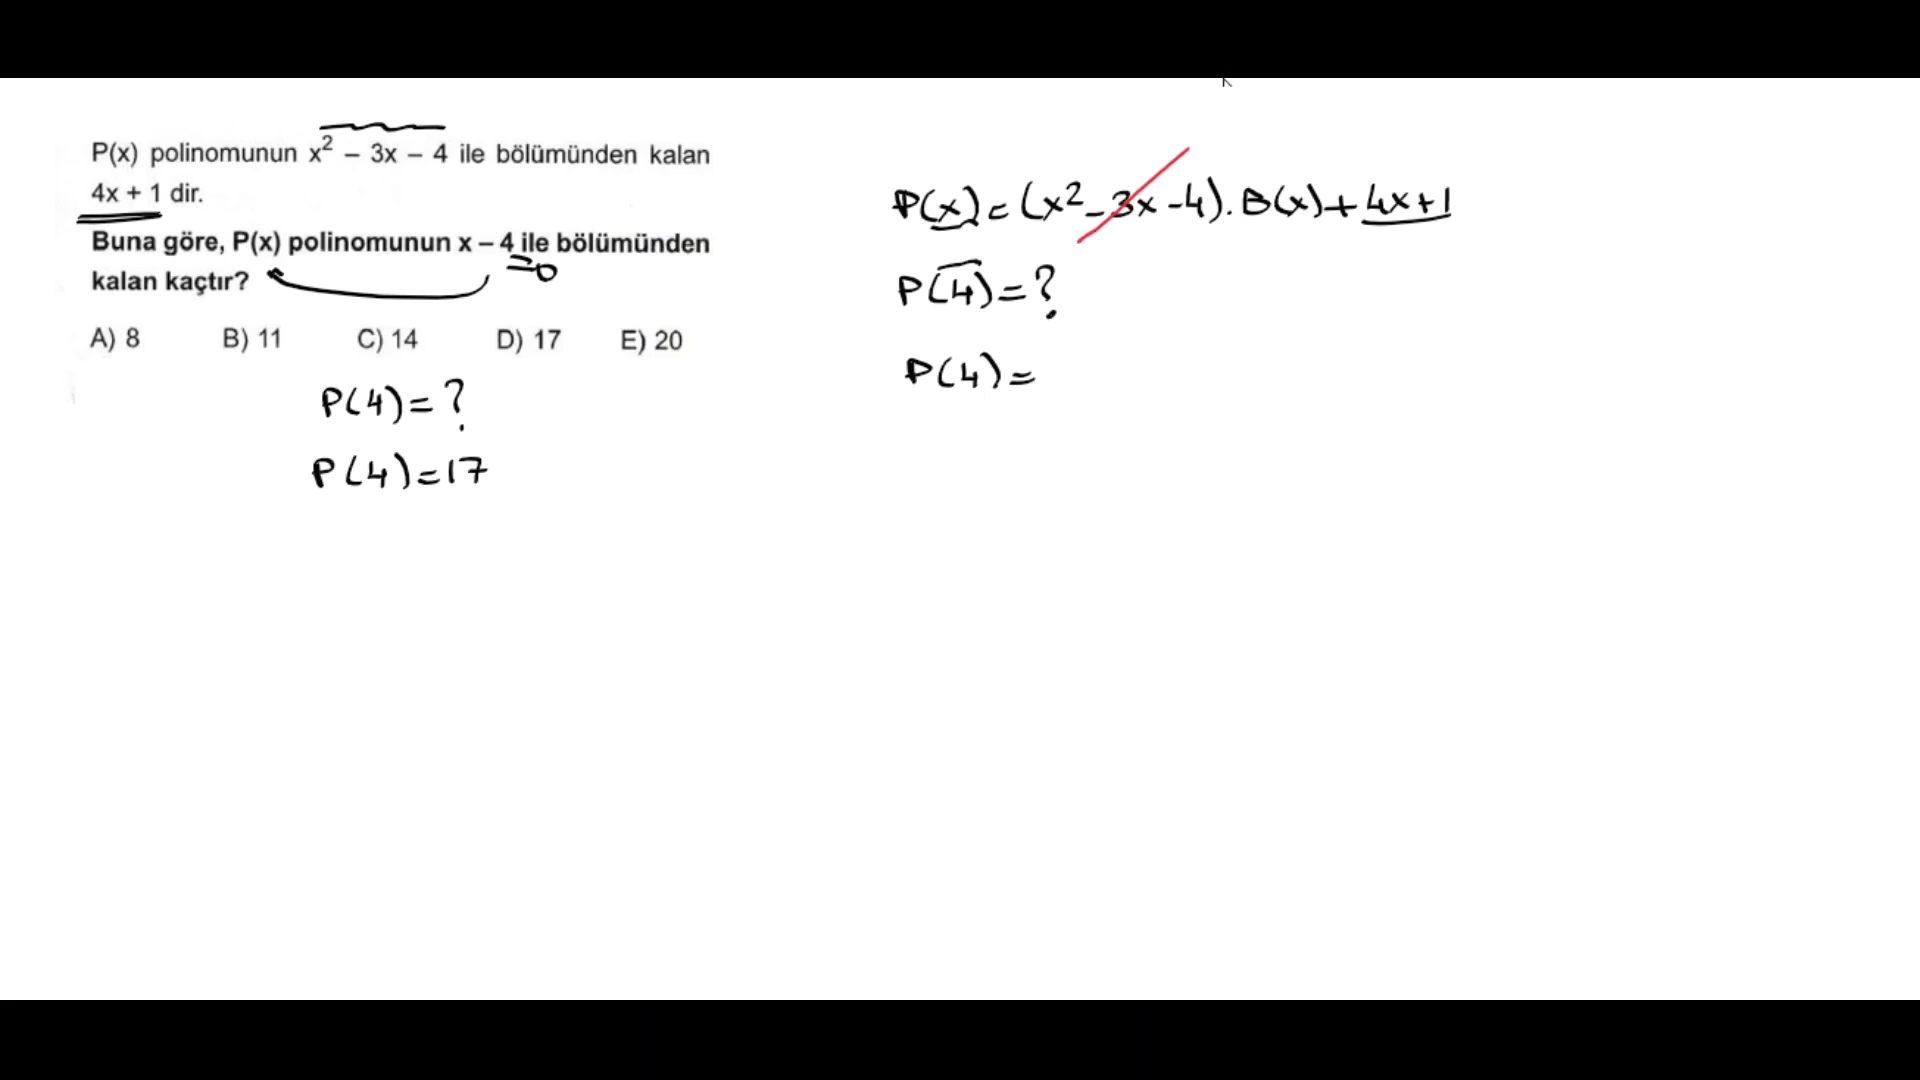 P(x) polinomunun x² – 3x – 4 ile bölümünden kalan
4x + 1 dir.
Buna göre, P(x) polinomunun x – 4 ile bölümünden
=0
kalan kaçtır?
A) 8 B) 11 C) 14 D) 17 E) 20
P(4)=?
P(4)=17
P(x)=(x²-3x-4).B(x)+4x+1
P(4)=?
P(4)=